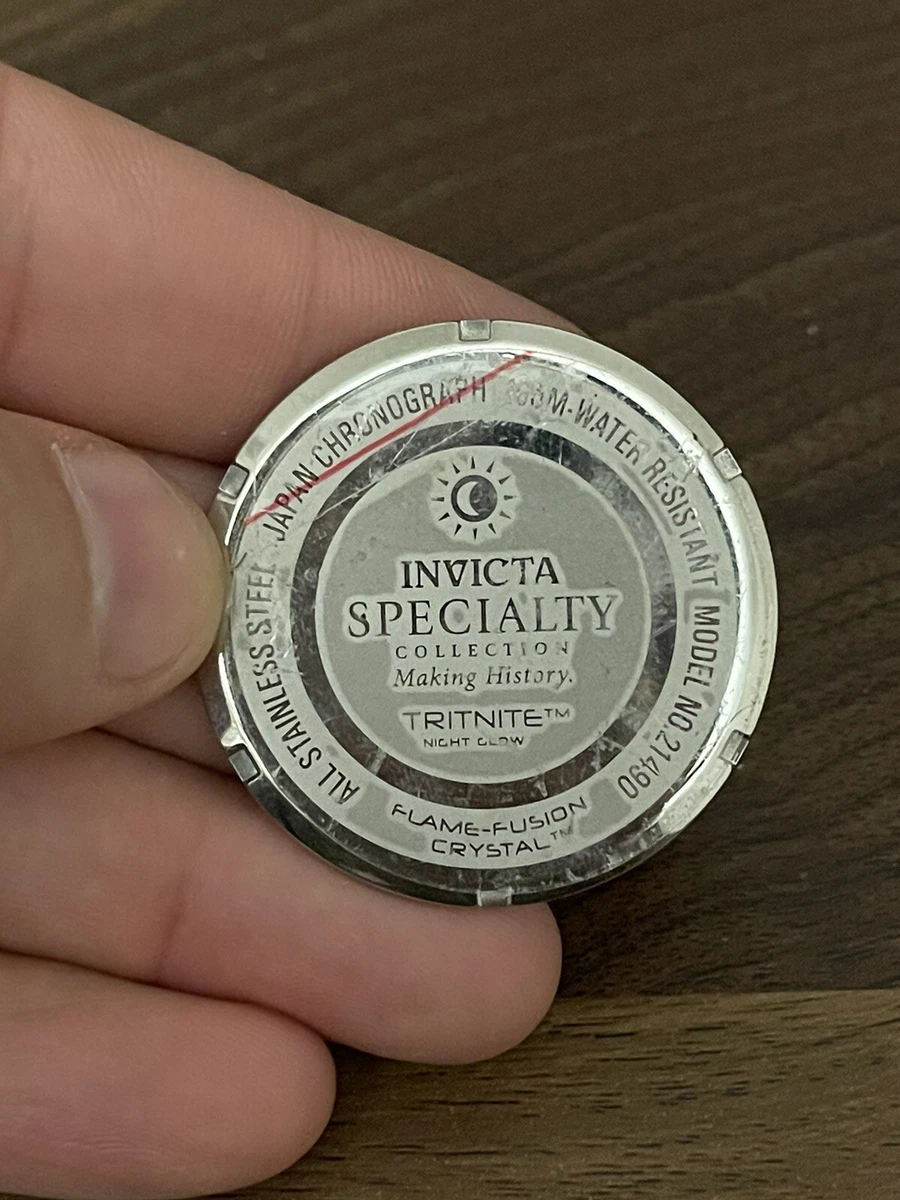 INVICTA
SPECIALTY
COLLECTION
Making History.
TRITNITE™
NIGHT GLOW
ALL STAINLESS STEEL JAPAN CHRONOGRAPH WATER RESISTANT MODEL NO.21490
FLAME-FUSION
CRYSTAL™